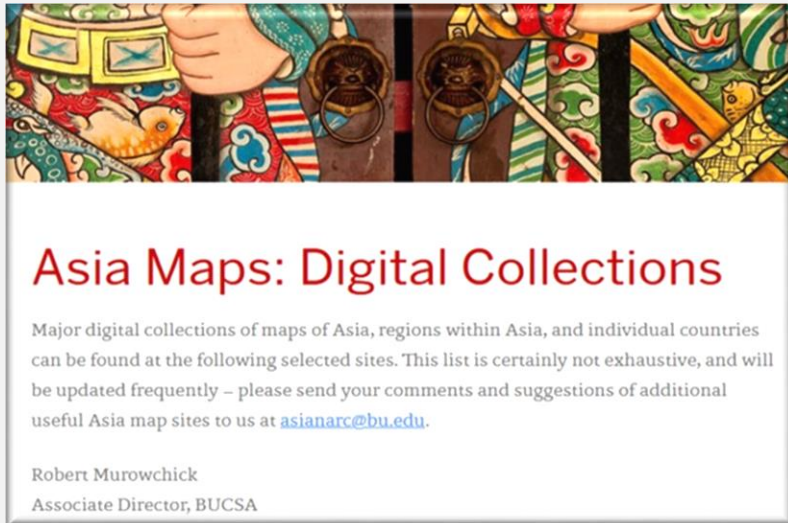 Asia Maps: Digital Collections
Major digital collections of maps of Asia, regions within Asia, and individual countries
can be found at the following selected sites. This list is certainly not exhaustive, and will
be updated frequently – please send your comments and suggestions of additional
useful Asia map sites to us at asianarc@bu.edu.
Robert Murowchick
Associate Director, BUCSA